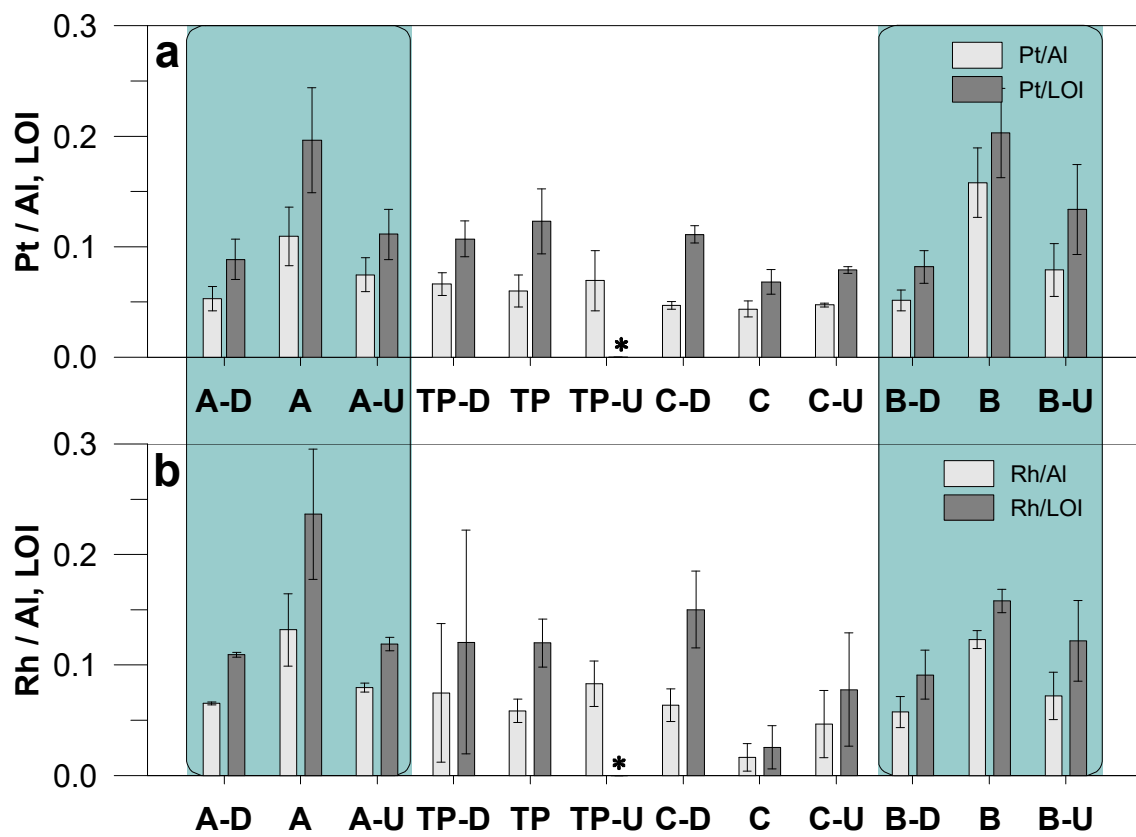 0.3
a
Pt/Al
Pt/LOI
0.2
Pt / Al, LOI
0.1
*
0.0
A-D A A-U TP-D TP TP-U C-D C C-U B-D B B-U
0.3
b
Rh/Al
Rh/LOI
0.2
Rh / Al, LOI
0.1
*
0.0
A-D A A-U TP-D TP TP-U C-D C C-U B-D B B-U